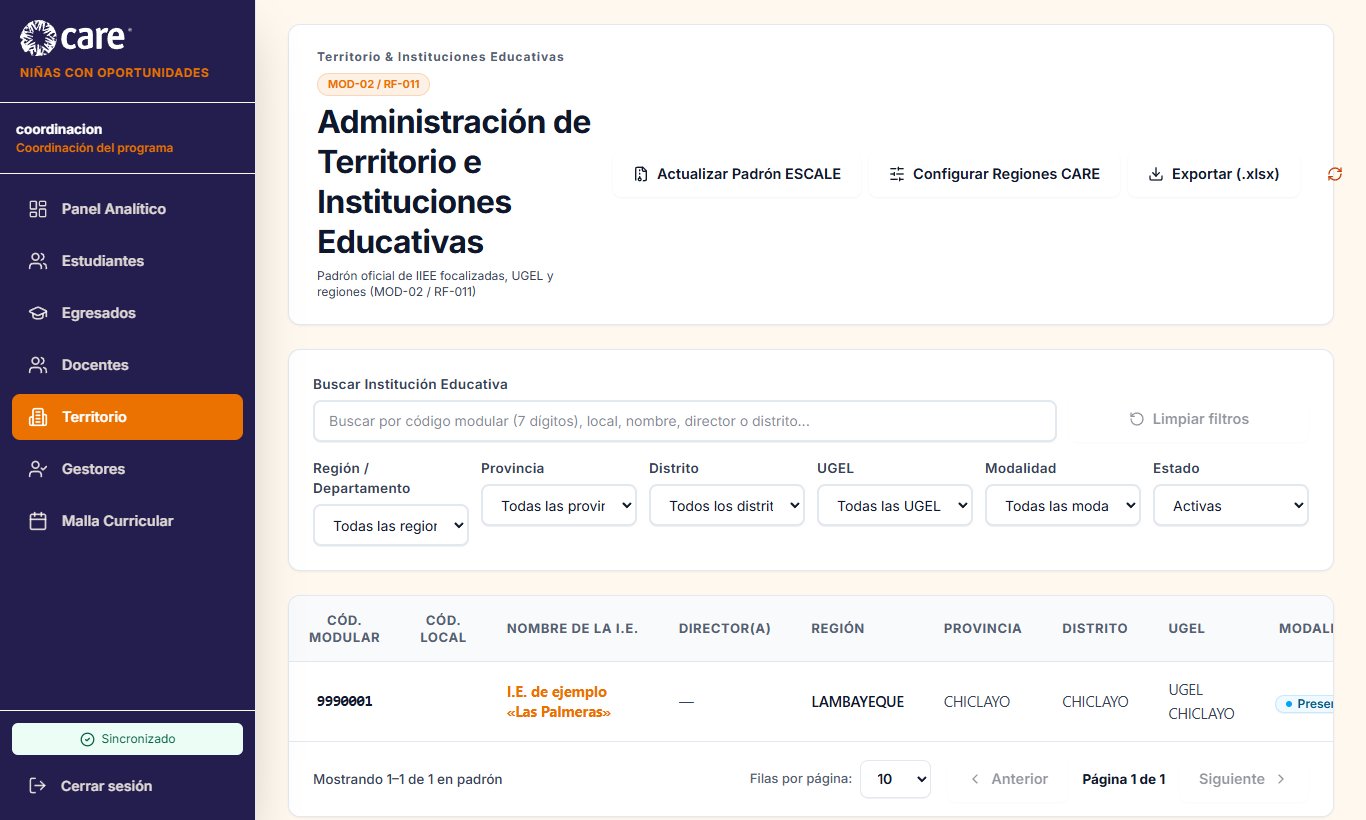 care
NIÑAS CON OPORTUNIDADES
coordinacion
Coordinación del programa
Panel Analítico
Estudiantes
Egresados
Docentes
Territorio
Gestores
Malla Curricular
Sincronizado
Cerrar sesión
Territorio & Instituciones Educativas
MOD-02 / RF-011
Administración de
Territorio e
Instituciones
Educativas
Padrón oficial de IIEE focalizadas, UGEL y
regiones (MOD-02 / RF-011)
Actualizar Padrón ESCALE
Configurar Regiones CARE
Exportar (.xlsx)
Buscar Institución Educativa
Buscar por código modular (7 dígitos), local, nombre, director o distrito...
Limpiar filtros
Región /
Departamento
Provincia
Distrito
UGEL
Modalidad
Estado
Todas las region
Todas las provin
Todos los distrit
Todas las UGEL
Todas las moda
Activas
CÓD.
MODULAR
CÓD.
LOCAL
NOMBRE DE LA I.E.
DIRECTOR(A)
REGIÓN
PROVINCIA
DISTRITO
UGEL
MODALI
9990001
I.E. de ejemplo
«Las Palmeras»
—
LAMBAYEQUE
CHICLAYO
CHICLAYO
UGEL
CHICLAYO
Presen
Mostrando 1–1 de 1 en padrón
Filas por página:
10
Anterior
Página 1 de 1
Siguiente